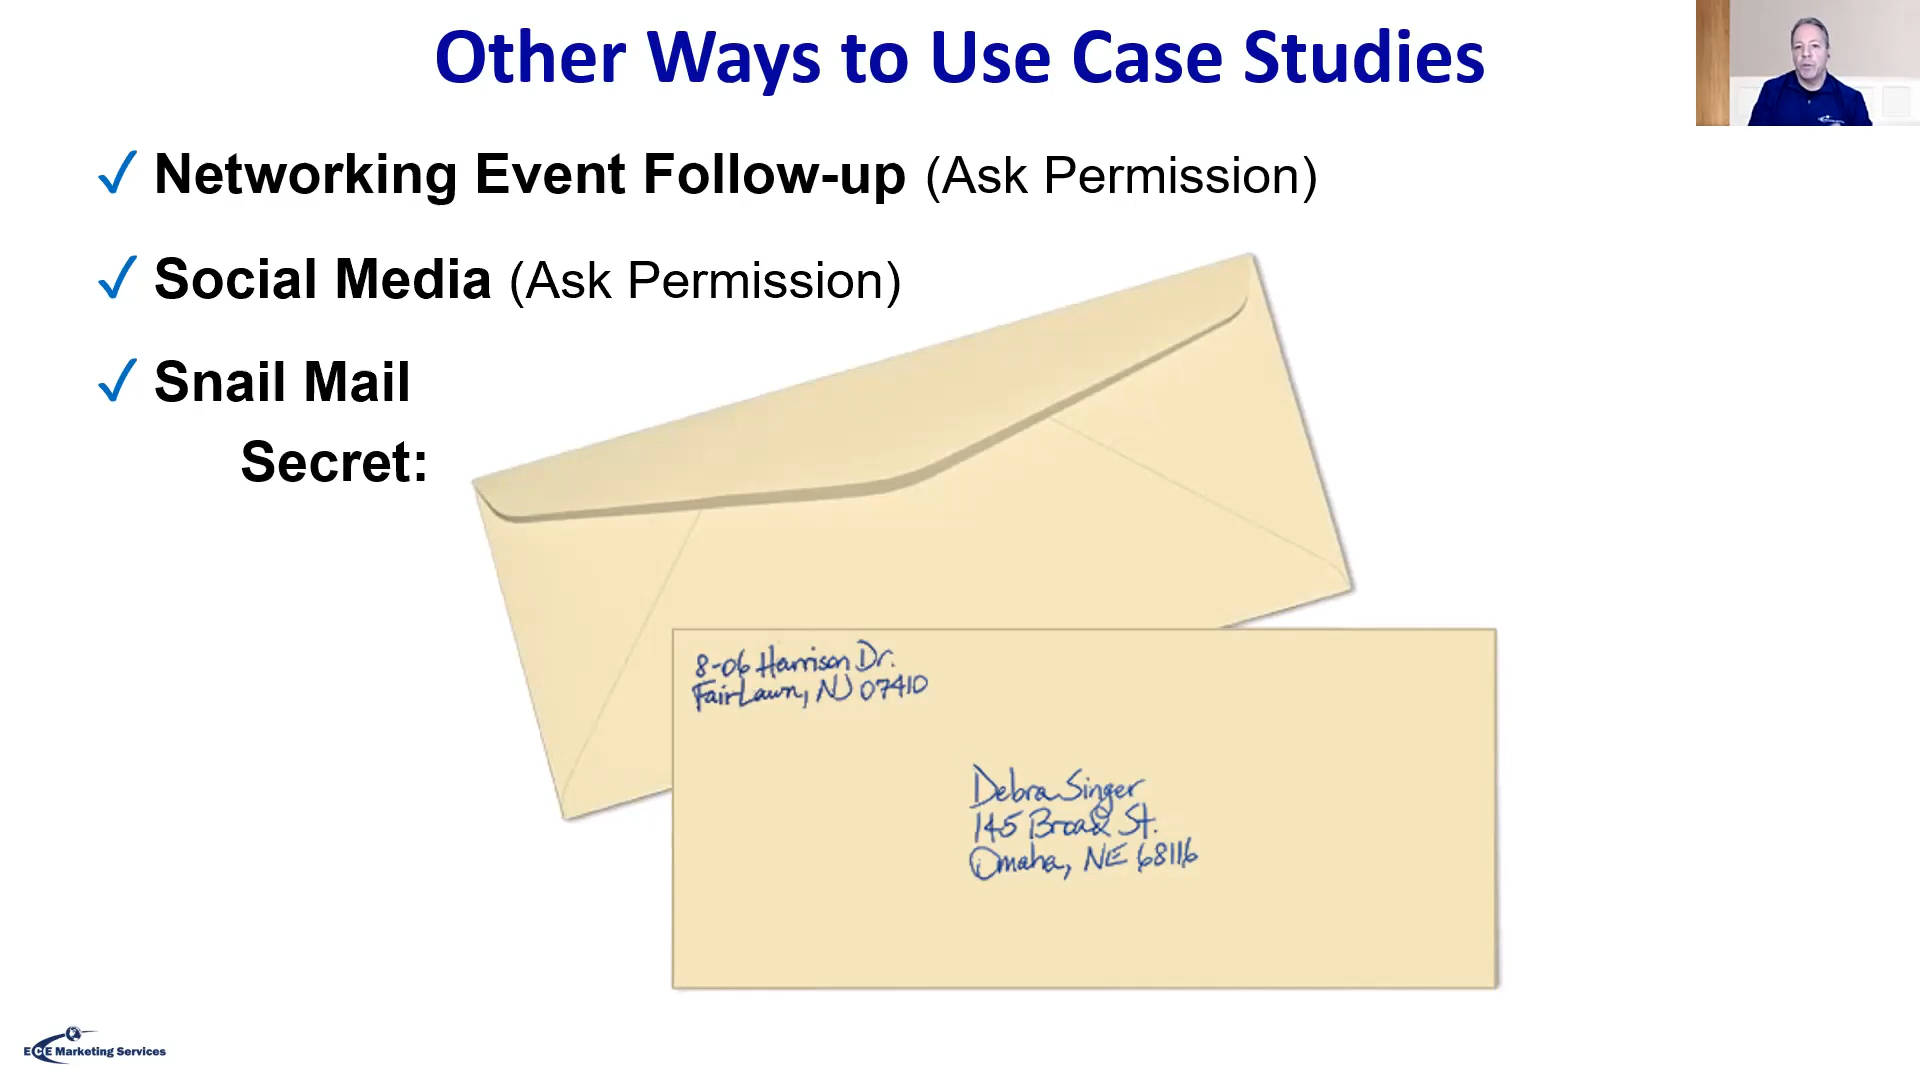 Other Ways to Use Case Studies
✓ Networking Event Follow-up (Ask Permission)
✓ Social Media (Ask Permission)
✓ Snail Mail
Secret:
8-06 Harrison Dr.
Fair Lawn, NJ 07410
Debra Singer
145 Broad St.
Omaha, NE 68116
ECE Marketing Services